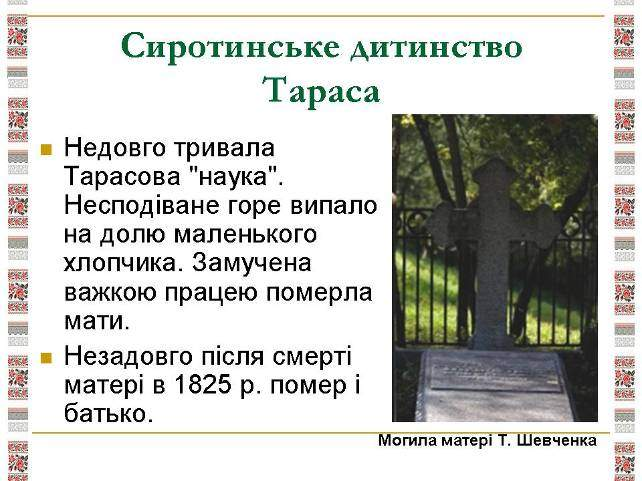 Сиротинське дитинство
Тараса
Недовго тривала
Тарасова "наука".
Несподіване горе випало
на долю маленького
хлопчика. Замучена
важкою працею померла
мати.
Незадовго після смерті
матері в 1825 р. помер і
батько.
Могила матері Т. Шевченка